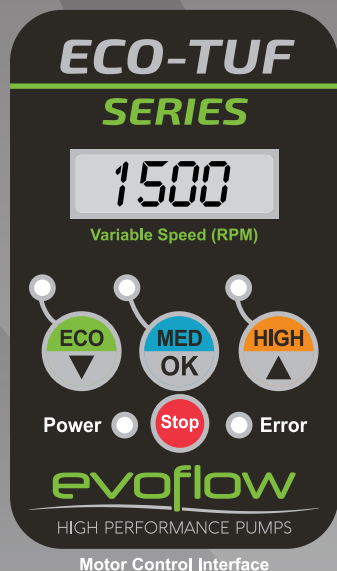 ECO-TUF
SERIES
1500
Variable Speed (RPM)
ECO MED HIGH
OK
Power Stop Error
evoflow
HIGH PERFORMANCE PUMPS
Motor Control Interface